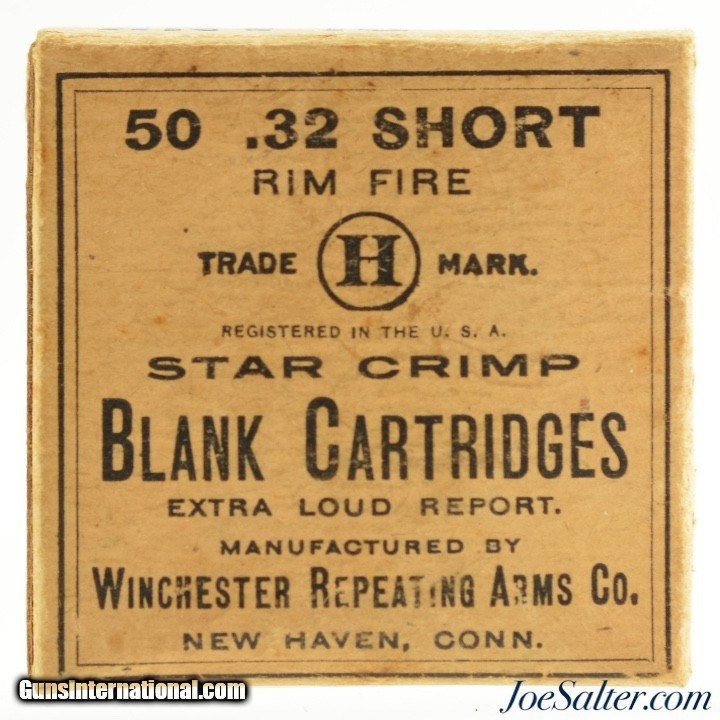 50 .32 SHORT
RIM FIRE
TRADE H MARK.
REGISTERED IN THE U. S. A.
STAR CRIMP
BLANK CARTRIDGES
EXTRA LOUD REPORT.
MANUFACTURED BY
WINCHESTER REPEATING ARMS CO.
NEW HAVEN, CONN.
GunsInternational.com
JoeSalter.com